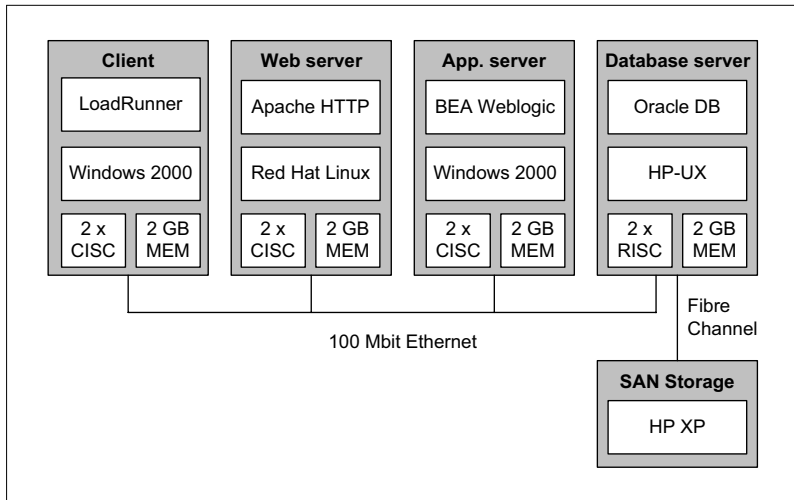 Client
LoadRunner
Windows 2000
2 x
CISC
2 GB
MEM
Web server
Apache HTTP
Red Hat Linux
2 x
CISC
2 GB
MEM
App. server
BEA Weblogic
Windows 2000
2 x
CISC
2 GB
MEM
Database server
Oracle DB
HP-UX
2 x
RISC
2 GB
MEM
100 Mbit Ethernet
Fibre
Channel
SAN Storage
HP XP